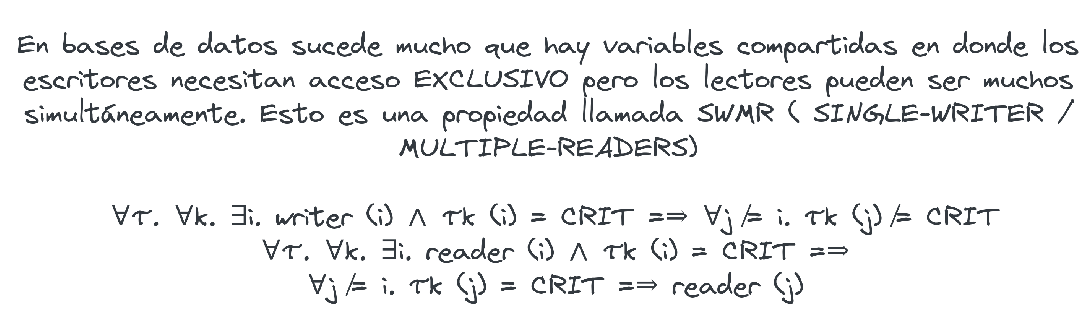 En bases de datos sucede mucho que hay variables compartidas en donde los
escritores necesitan acceso EXCLUSIVO pero los lectores pueden ser muchos
simultáneamente. Esto es una propiedad llamada SWMR ( SINGLE-WRITER /
MULTIPLE-READERS)
∀τ. ∀k. ∃i. writer (i) ∧ τk (i) = CRIT ==> ∀j /= i. τk (j) /= CRIT
∀τ. ∀k. ∃i. reader (i) ∧ τk (i) = CRIT ==>
∀j /= i. τk (j) = CRIT ==> reader (j)